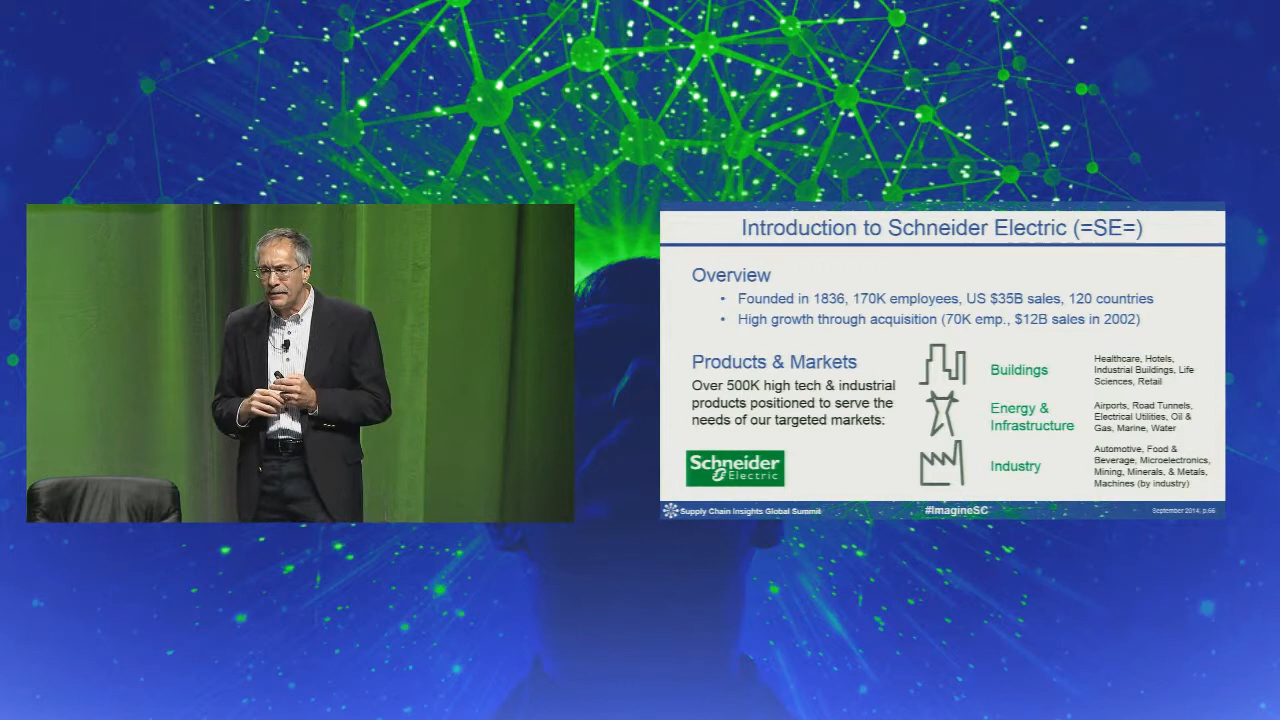 Introduction to Schneider Electric (=SE=)
Overview
• Founded in 1836, 170K employees, US $35B sales, 120 countries
• High growth through acquisition (70K emp., $12B sales in 2002)
Products & Markets
Over 500K high tech & industrial
products positioned to serve the
needs of our targeted markets:
Buildings
Healthcare, Hotels,
Industrial Buildings, Life
Sciences, Retail
Energy &
Infrastructure
Airports, Road Tunnels,
Electrical Utilities, Oil &
Gas, Marine, Water
Industry
Automotive, Food &
Beverage, Microelectronics,
Mining, Minerals, & Metals,
Machines (by industry)
Schneider
Electric
Supply Chain Insights Global Summit
#ImagineSC
September 2014, p.66